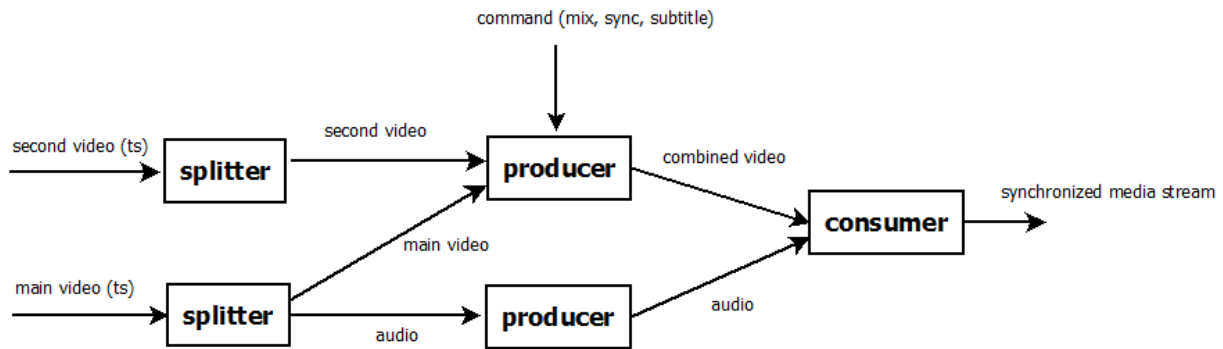 command (mix, sync, subtitle)
second video (ts)
splitter
second video
producer
combined video
synchronized media stream
consumer
main video
main video (ts)
splitter
audio
producer
audio